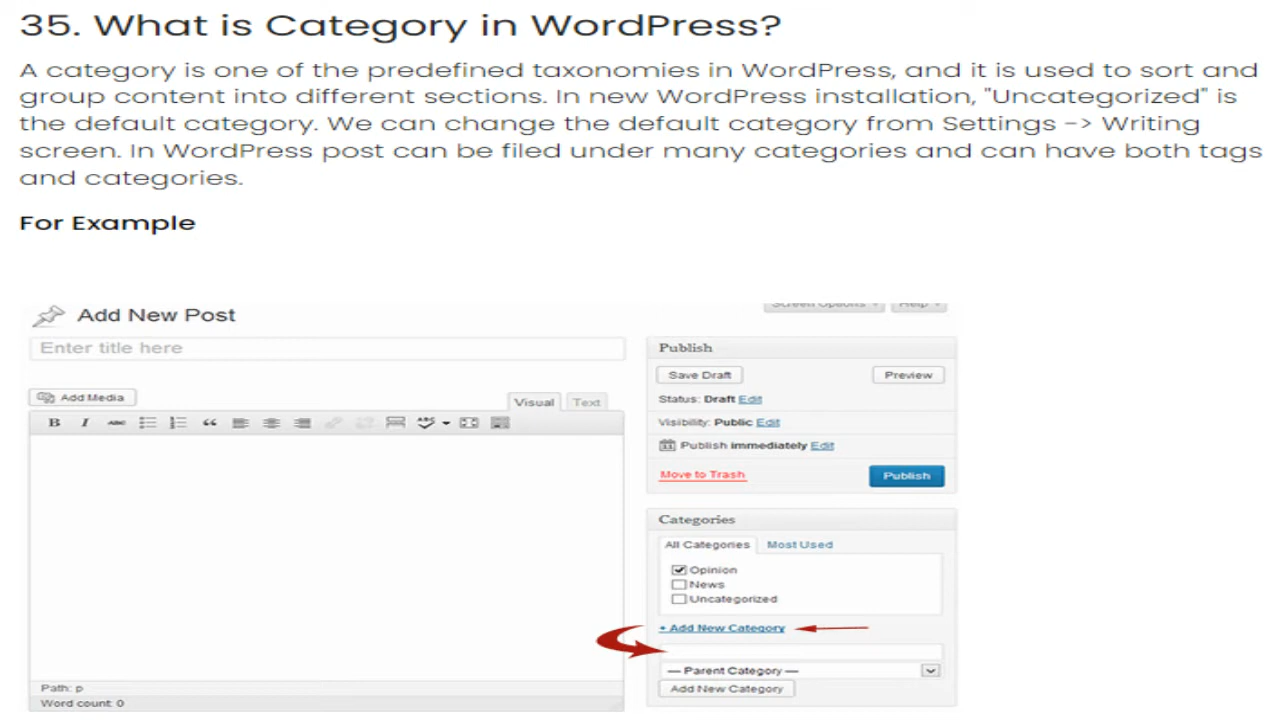 35. What is Category in WordPress?
A category is one of the predefined taxonomies in WordPress, and it is used to sort and
group content into different sections. In new WordPress installation, "Uncategorized" is
the default category. We can change the default category from Settings -> Writing
screen. In WordPress post can be filed under many categories and can have both tags
and categories.
For Example
Screen Options Help
Add New Post
Enter title here
Add Media
Visual Text
B I ABC ABC
Path: p
Word count: 0
Publish
Save Draft Preview
Status: Draft Edit
Visibility: Public Edit
Publish immediately Edit
Move to Trash Publish
Categories
All Categories Most Used
Opinion
News
Uncategorized
+ Add New Category
— Parent Category —
Add New Category